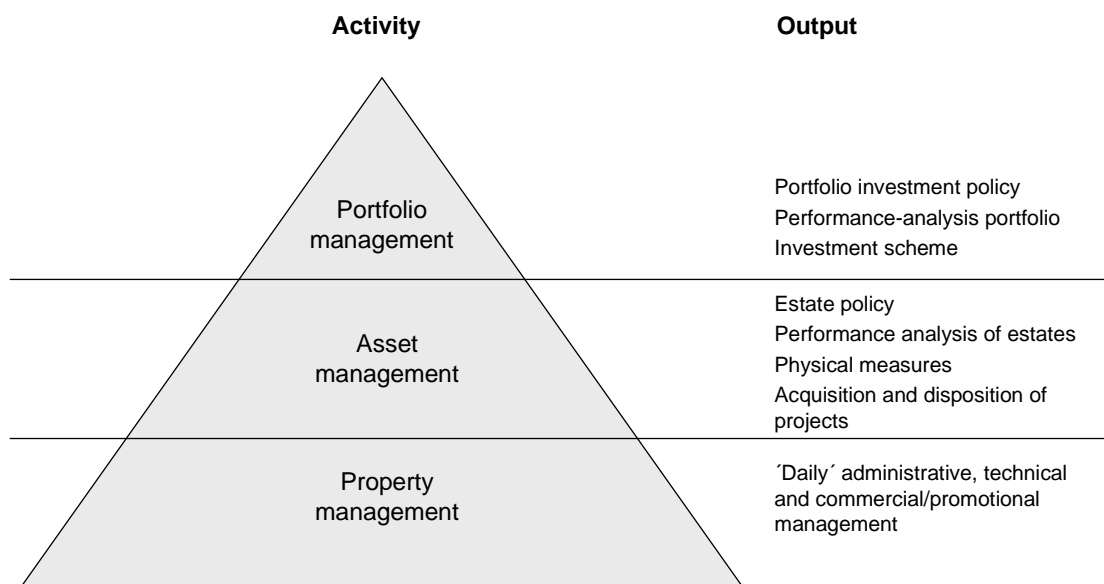 Activity
Output
Portfolio
management
Portfolio investment policy
Performance-analysis portfolio
Investment scheme
Asset
management
Estate policy
Performance analysis of estates
Physical measures
Acquisition and disposition of
projects
Property
management
´Daily´ administrative, technical
and commercial/promotional
management